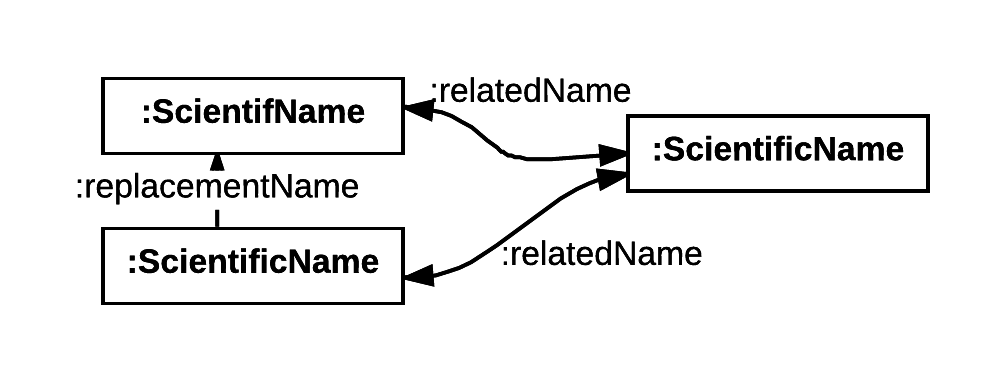 :relatedName
:ScientifName
:ScientificName
:replacementName
:relatedName
:ScientificName